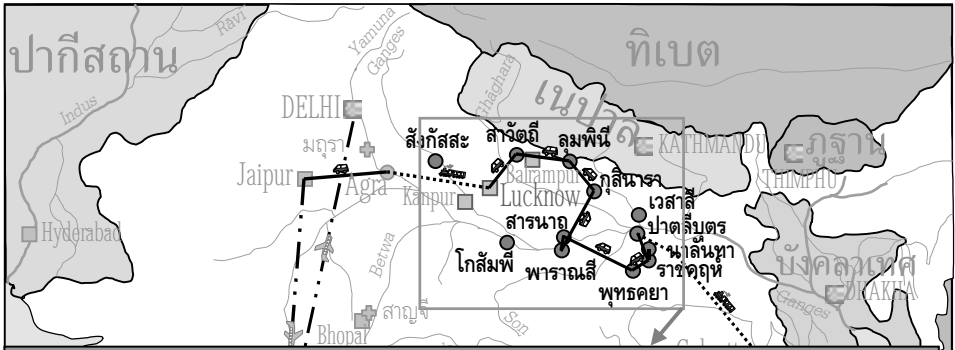 Rāvi
Yamuna
Ganges
Ghāghara
ปากีสถาน
ทิเบต
เนปาล
Indus
DELHI
มถุรา
สังกัสสะ
สาวัตถี
ลุมพินี
KATHMANDU
ภูฐาน
THIMPHU
Jaipur
Agra
Balrampur
Kanpur
Lucknow
กุสินารา
เวสาลี
สารนาถ
ปาตลีบุตร
นาลันทา
ราชคฤห์
Hyderabad
Betwa
โกสัมพี
พาราณสี
พุทธคยา
บังคลาเทศ
DHAKA
Ganges
สาญจี
Bhopal
Son